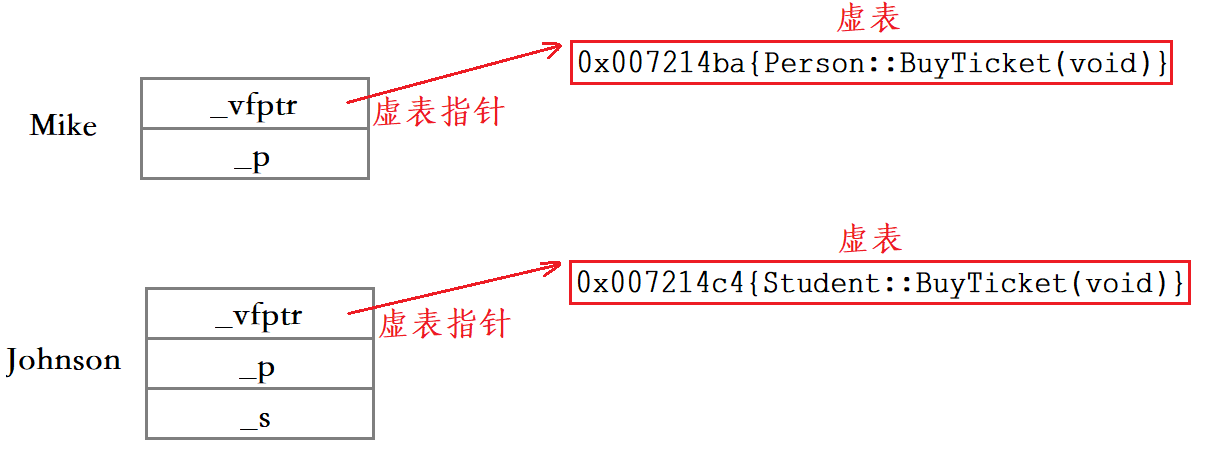 虚表
0x007214ba{Person::BuyTicket(void)}
_vfptr
虚表指针
Mike
_p
虚表
0x007214c4{Student::BuyTicket(void)}
_vfptr
虚表指针
Johnson
_p
_s